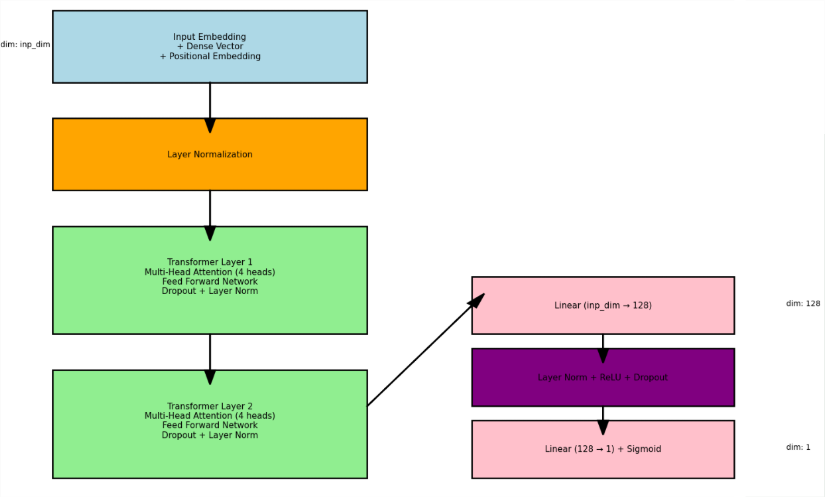 Input Embedding
+ Dense Vector
+ Positional Embedding
dim: inp_dim
Layer Normalization
Transformer Layer 1
Multi-Head Attention (4 heads)
Feed Forward Network
Dropout + Layer Norm
Transformer Layer 2
Multi-Head Attention (4 heads)
Feed Forward Network
Dropout + Layer Norm
Linear (inp_dim → 128)
dim: 128
Layer Norm + ReLU + Dropout
Linear (128 → 1) + Sigmoid
dim: 1